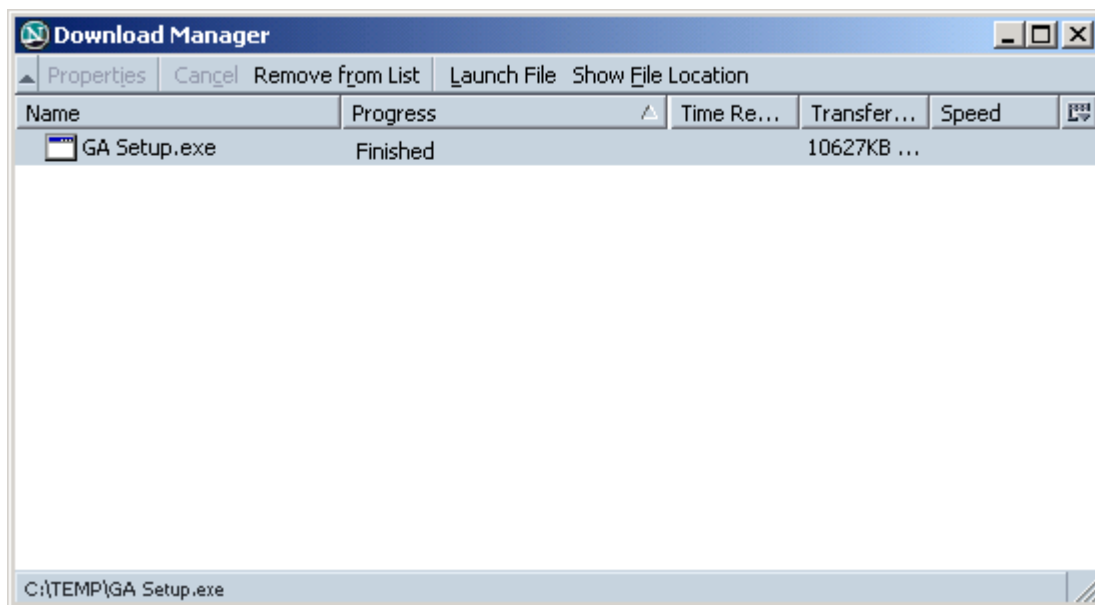 Download Manager
Properties Cancel Remove from List Launch File Show File Location
Name Progress Time Re... Transfer... Speed
GA Setup.exe Finished 10627KB ...
C:\TEMP\GA Setup.exe